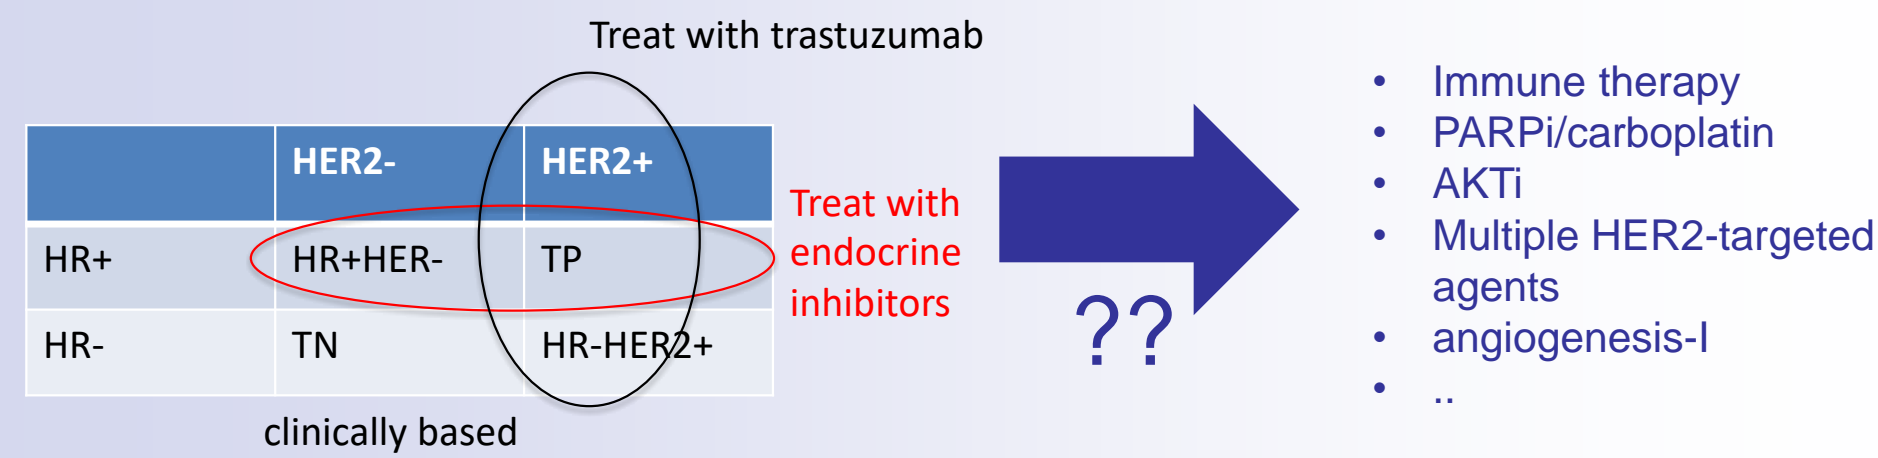 Treat with trastuzumab
HER2- HER2+
HR+ HR+HER- TP
HR- TN HR-HER2+
clinically based
Treat with
endocrine
inhibitors
??
• Immune therapy
• PARPi/carboplatin
• AKTi
• Multiple HER2-targeted
agents
• angiogenesis-I
• ..